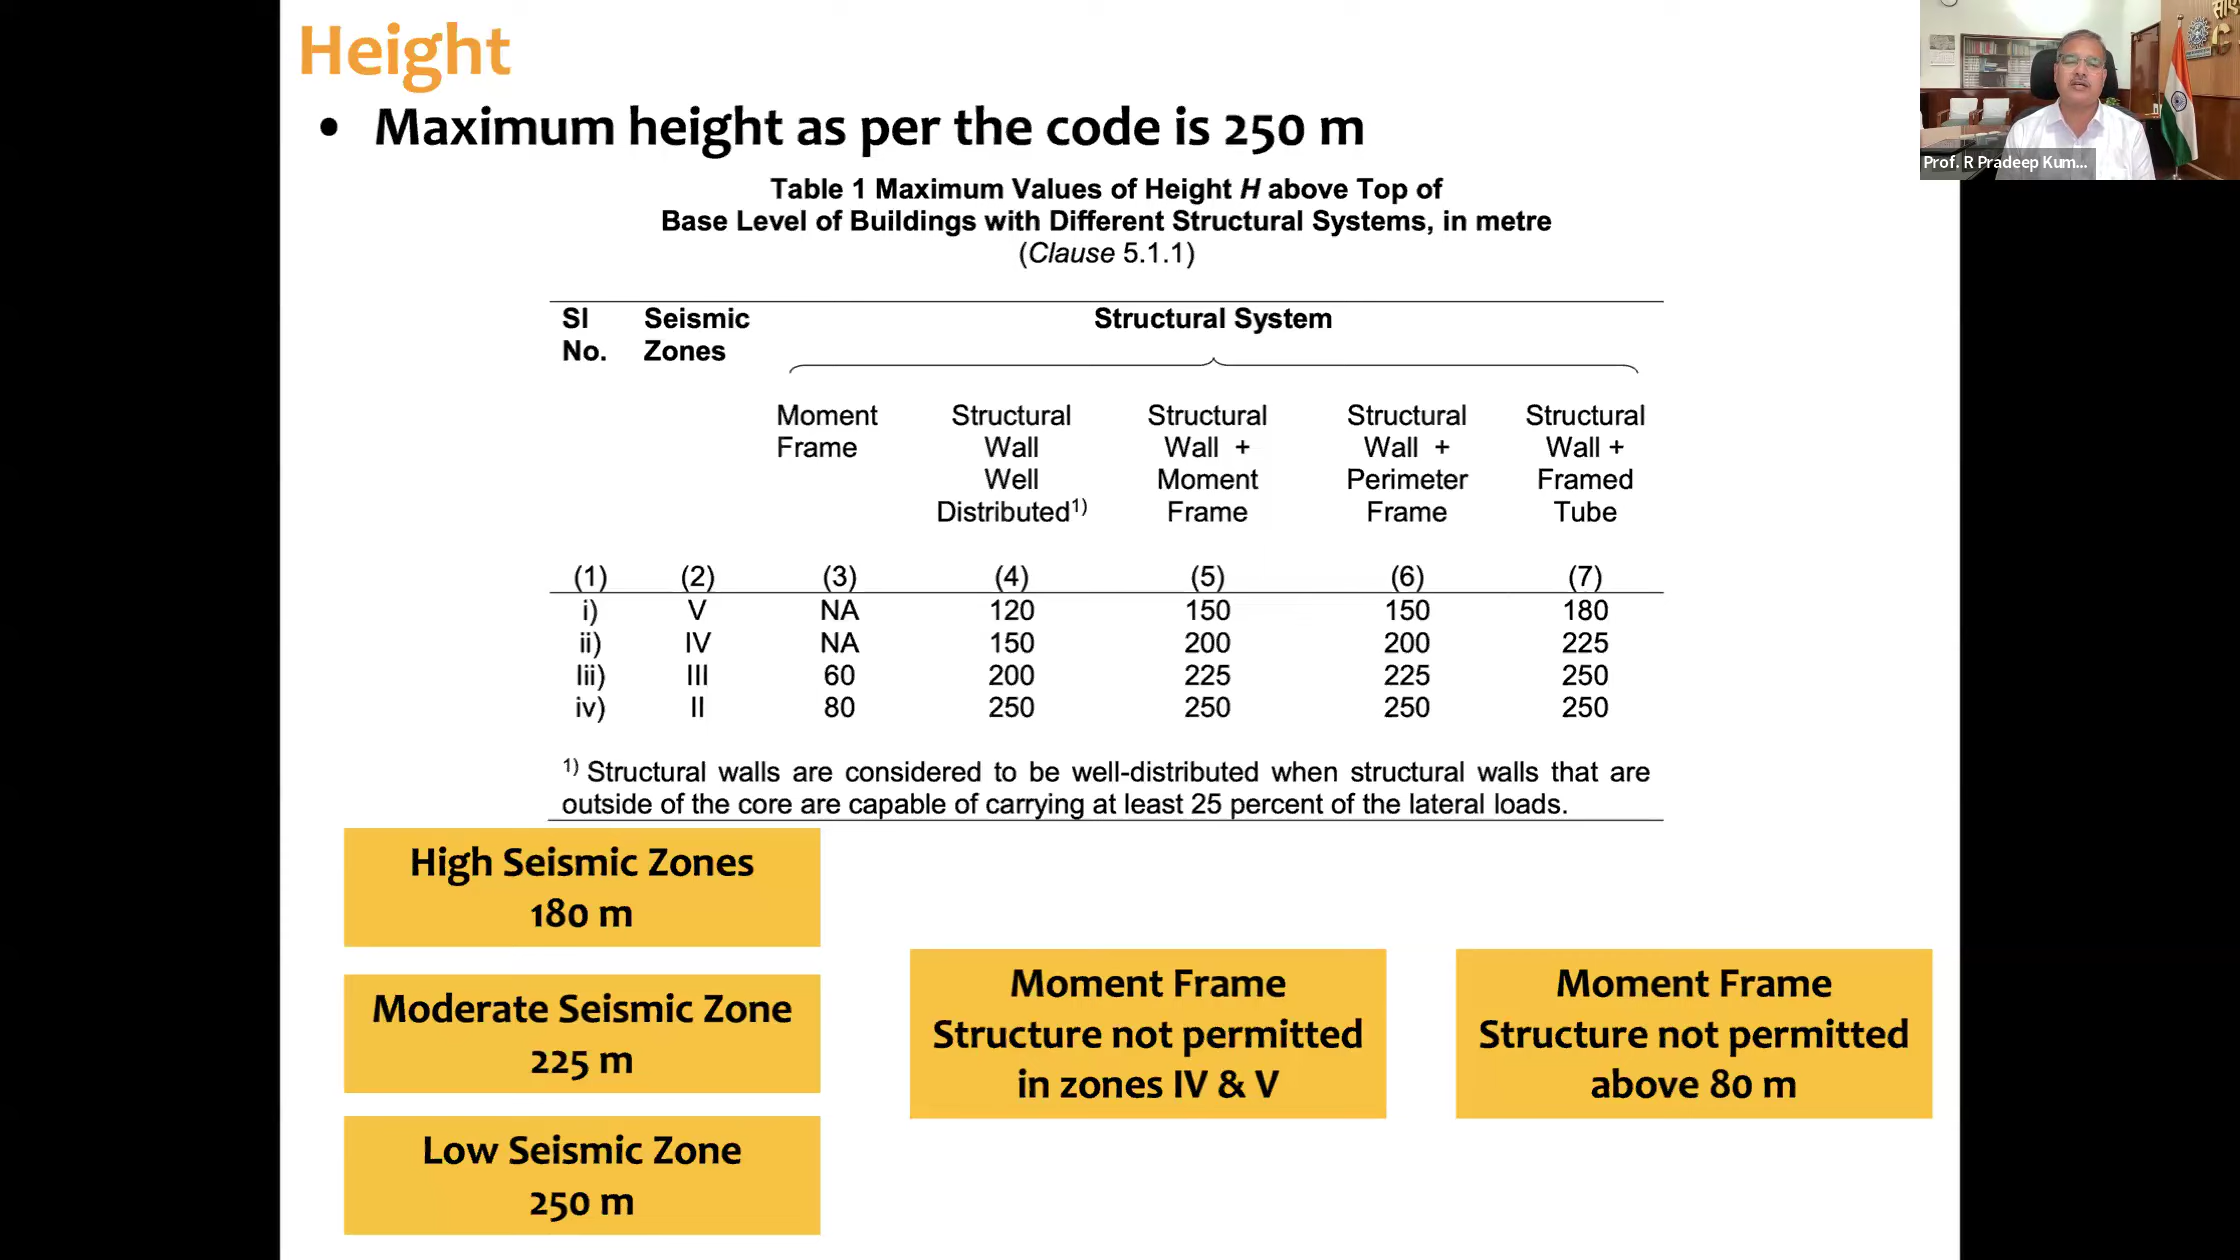 Height
• Maximum height as per the code is 250 m
Table 1 Maximum Values of Height H above Top of
Base Level of Buildings with Different Structural Systems, in metre
(Clause 5.1.1)
Sl No. Seismic Zones Structural System
Moment Frame Structural Wall Well Distributed1) Structural Wall + Moment Frame Structural Wall + Perimeter Frame Structural Wall + Framed Tube
(1) (2) (3) (4) (5) (6) (7)
i) V NA 120 150 150 180
ii) IV NA 150 200 200 225
Iii) III 60 200 225 225 250
iv) II 80 250 250 250 250
1) Structural walls are considered to be well-distributed when structural walls that are
outside of the core are capable of carrying at least 25 percent of the lateral loads.
High Seismic Zones
180 m
Moderate Seismic Zone
225 m
Low Seismic Zone
250 m
Moment Frame
Structure not permitted
in zones IV & V
Moment Frame
Structure not permitted
above 80 m
Prof. R Pradeep Kum...